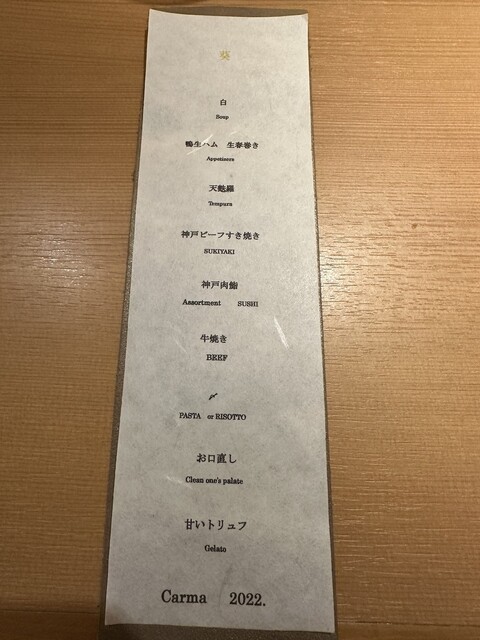 葵
白
Soup
鴨生ハム 生春巻き
Appetizers
天麩羅
Tempura
神戸ビーフすき焼き
SUKIYAKI
神戸肉鮨
Assortment SUSHI
牛焼き
BEEF
〆
PASTA or RISOTTO
お口直し
Clean one's palate
甘いトリュフ
Gelato
Carma 2022.